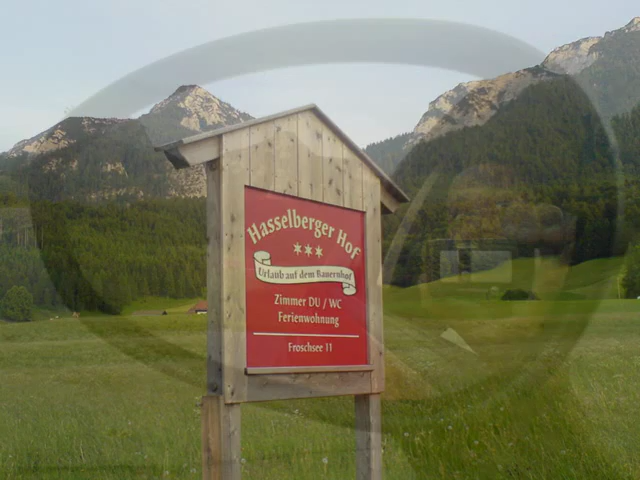 Hasselberger Hof
Urlaub auf dem Bauernhof
Zimmer DU / WC
Ferienwohnung
Froschsee 11